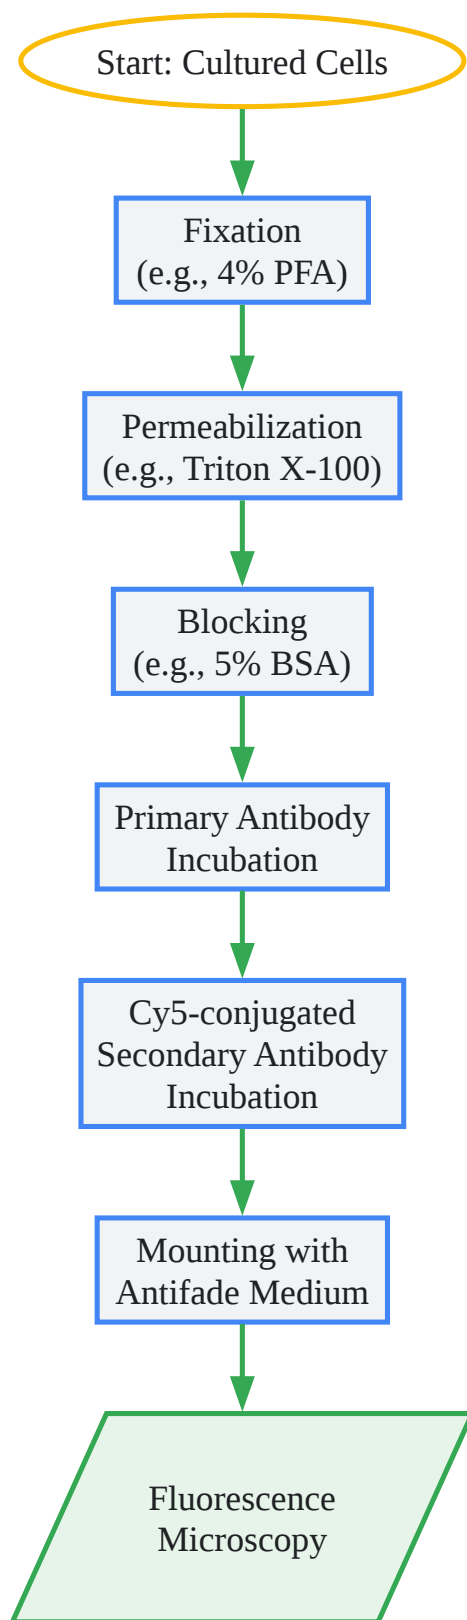 Start: Cultured Cells
Fixation
(e.g., 4% PFA)
Permeabilization
(e.g., Triton X-100)
Blocking
(e.g., 5% BSA)
Primary Antibody
Incubation
Cy5-conjugated
Secondary Antibody
Incubation
Mounting with
Antifade Medium
Fluorescence
Microscopy